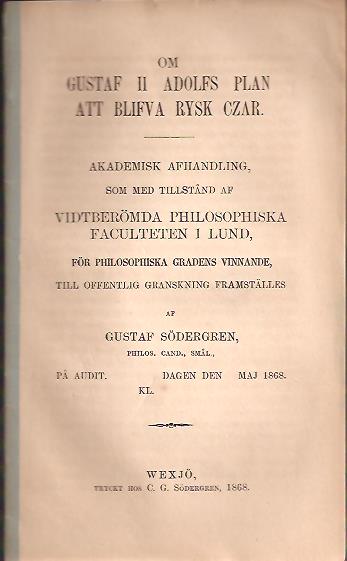 OM
GUSTAF II ADOLFS PLAN
ATT BLIFVA RYSK CZAR.
AKADEMISK AFHANDLING,
SOM MED TILLSTÅND AF
VIDTBERÖMDA PHILOSOPHISKA
FACULTETEN I LUND,
FÖR PHILOSOPHISKA GRADENS VINNANDE,
TILL OFFENTLIG GRANSKNING FRAMSTÄLLES
AF
GUSTAF SÖDERGREN,
PHILOS. CAND., SMÅL.,
PÅ AUDIT. DAGEN DEN MAJ 1868.
KL.
WEXJÖ,
TRYCKT HOS C. G. SÖDERGREN, 1868.